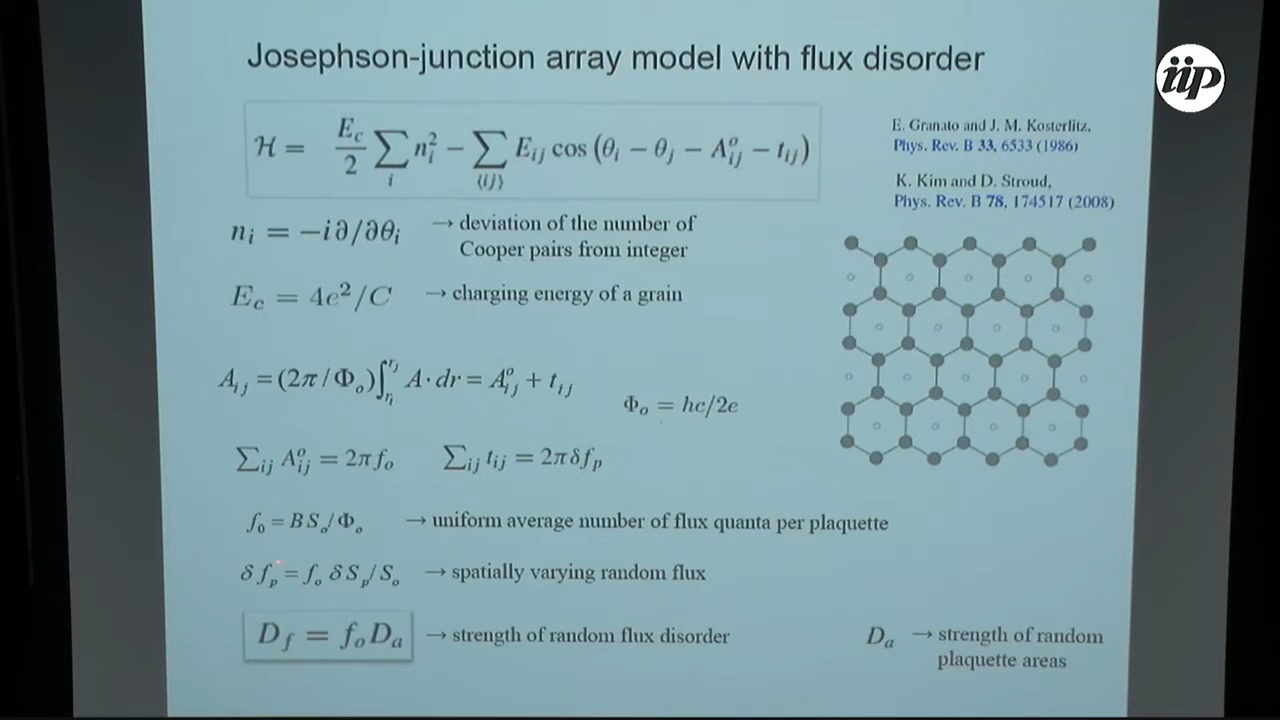 Josephson-junction array model with flux disorder
iip
ℋ = E_c/2 ∑_i n_i^2 − ∑_⟨ij⟩ E_ij cos (θ_i − θ_j − A^o_ij − t_ij)
E. Granato and J. M. Kosterlitz.
Phys. Rev. B 33, 6533 (1986)
K. Kim and D. Stroud,
Phys. Rev. B 78, 174517 (2008)
n_i = −i∂/∂θ_i → deviation of the number of
Cooper pairs from integer
E_c = 4e²/C → charging energy of a grain
A_ij = (2π/Φ_o)∫_{r_i}^{r_j} A·dr = A^o_ij + t_ij
Φ_o = hc/2e
∑_ij A^o_ij = 2πf_o ∑_ij t_ij = 2πδf_p
f_0 = BS_o/Φ_o → uniform average number of flux quanta per plaquette
δf_p = f_o δS_p/S_o → spatially varying random flux
D_f = f_o D_a → strength of random flux disorder
D_a → strength of random
plaquette areas